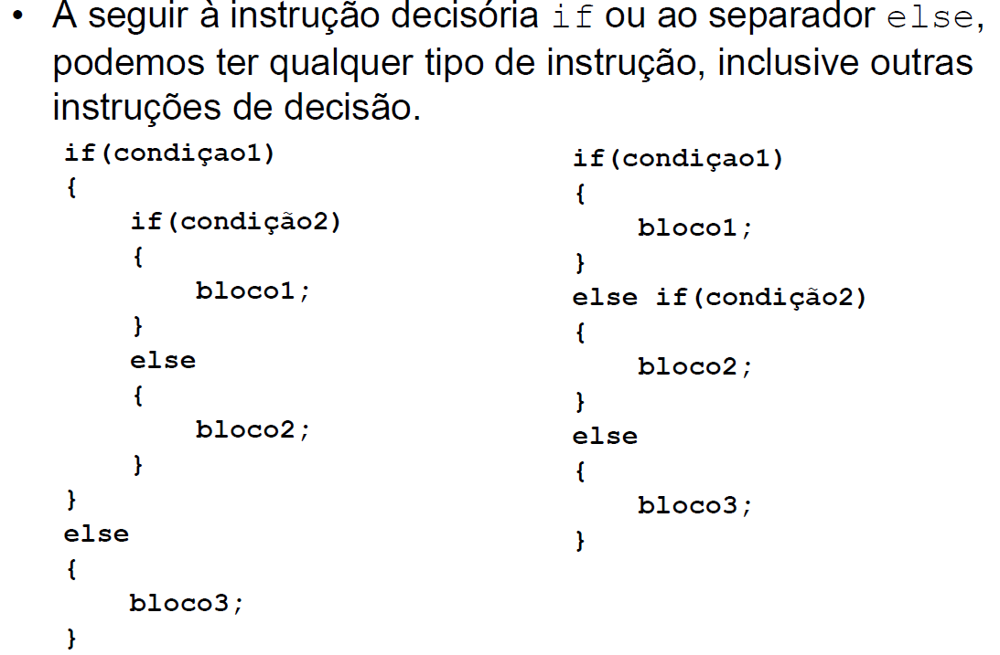 • A seguir à instrução decisória if ou ao separador else,
podemos ter qualquer tipo de instrução, inclusive outras
instruções de decisão.
if(condiçao1)
{
if(condição2)
{
bloco1;
}
else
{
bloco2;
}
}
else
{
bloco3;
}
if(condiçao1)
{
bloco1;
}
else if(condição2)
{
bloco2;
}
else
{
bloco3;
}